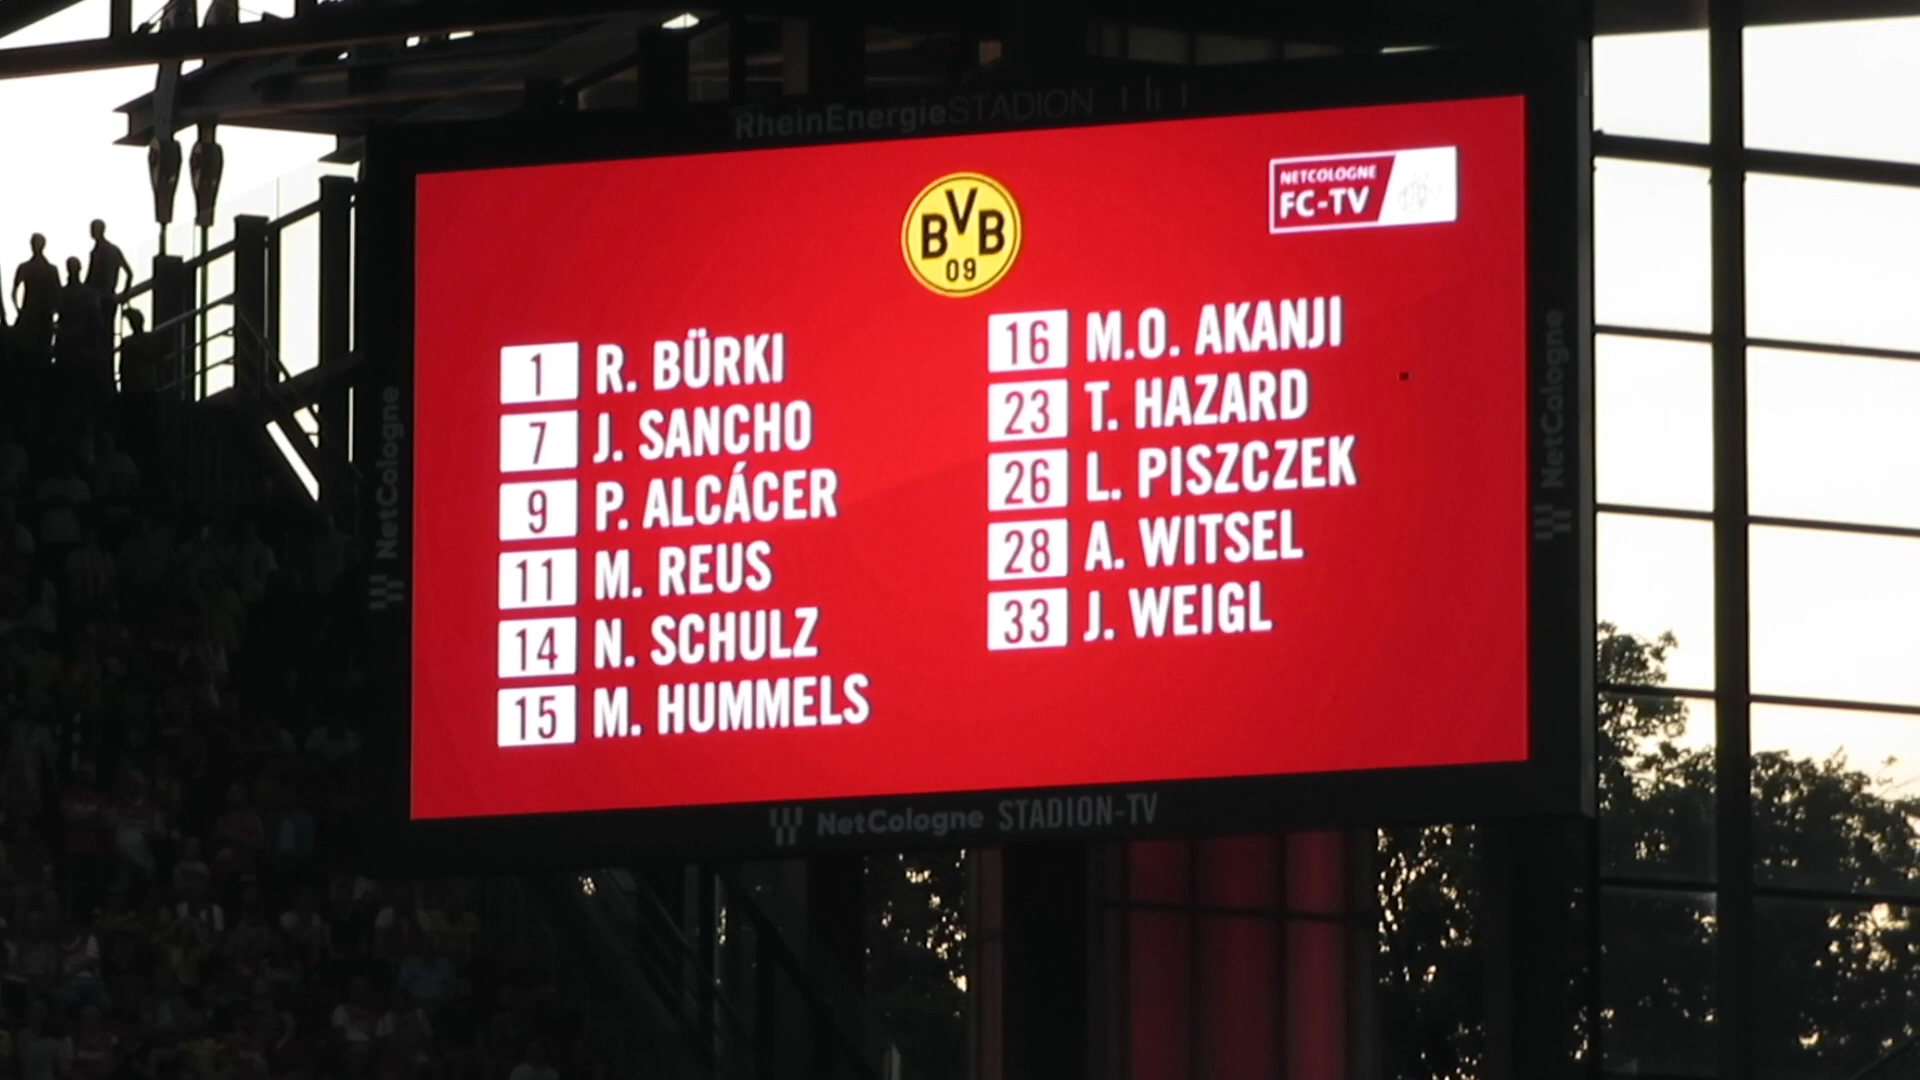 RheinEnergieSTADION
BVB
09
NETCOLOGNE
FC-TV
1 R. BÜRKI
7 J. SANCHO
9 P. ALCÁCER
11 M. REUS
14 N. SCHULZ
15 M. HUMMELS
16 M.O. AKANJI
23 T. HAZARD
26 L. PISZCZEK
28 A. WITSEL
33 J. WEIGL
NetCologne
NetCologne
NetCologne STADION-TV